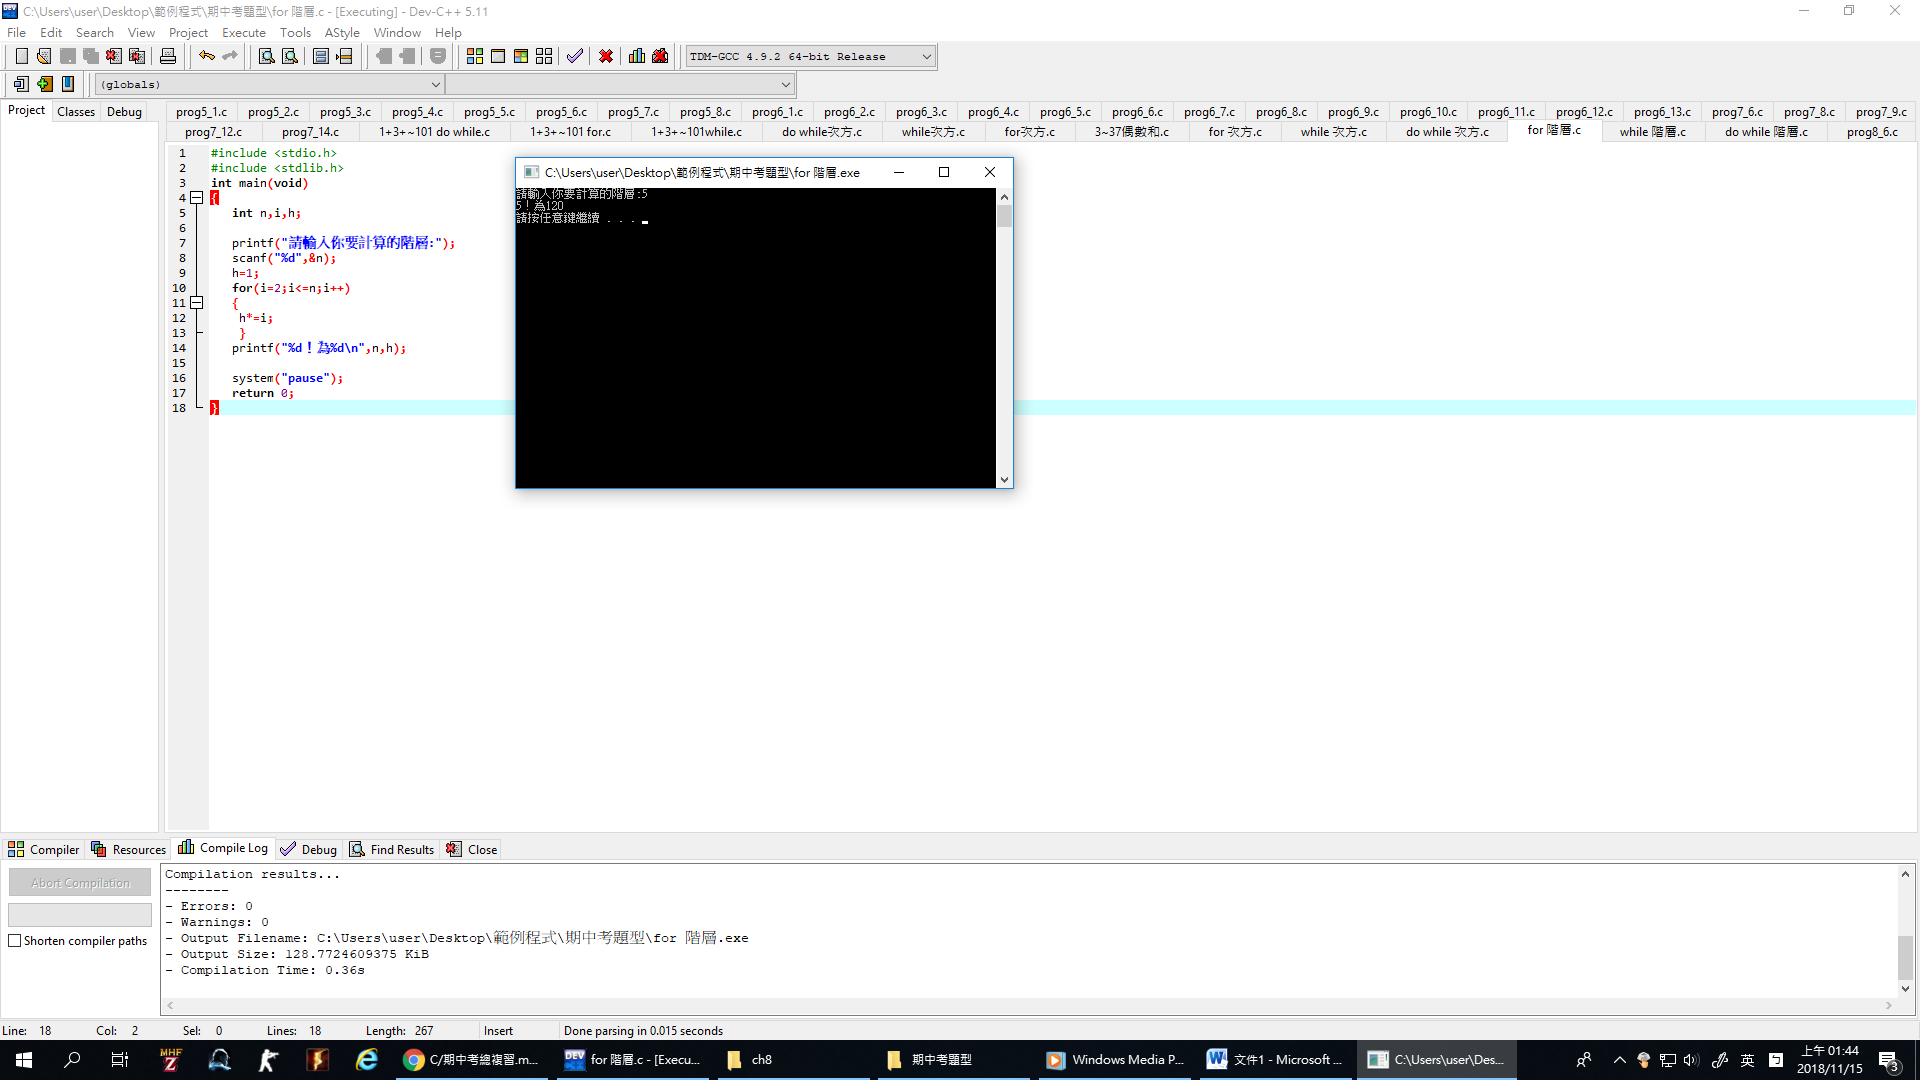 C:\Users\user\Desktop\範例程式\期中考題型\for 階層.c - [Executing] - Dev-C++ 5.11
File Edit Search View Project Execute Tools AStyle Window Help
TDM-GCC 4.9.2 64-bit Release
(globals)
Project Classes Debug
prog5_1.c prog5_2.c prog5_3.c prog5_4.c prog5_5.c prog5_6.c prog5_7.c prog5_8.c prog6_1.c prog6_2.c prog6_3.c prog6_4.c prog6_5.c prog6_6.c prog6_7.c prog6_8.c prog6_9.c prog6_10.c prog6_11.c prog6_12.c prog6_13.c prog7_6.c prog7_8.c prog7_9.c
prog7_12.c prog7_14.c 1+3+~101 do while.c 1+3+~101 for.c 1+3+~101while.c do while次方.c while次方.c for次方.c 3~37偶數和.c for 次方.c while 次方.c do while 次方.c for 階層.c while 階層.c do while 階層.c prog8_6.c
1 #include <stdio.h>
2 #include <stdlib.h>
3 int main(void)
4 {
5 int n,i,h;
6
7 printf("請輸入你要計算的階層:");
8 scanf("%d",&n);
9 h=1;
10 for(i=2;i<=n;i++)
11 {
12 h*=i;
13 }
14 printf("%d！為%d\n",n,h);
15
16 system("pause");
17 return 0;
18 }
C:\Users\user\Desktop\範例程式\期中考題型\for 階層.exe
請輸入你要計算的階層:5
5！為120
請按任意鍵繼續 . . .
Compiler Resources Compile Log Debug Find Results Close
Abort Compilation
Shorten compiler paths
Compilation results...
--------
- Errors: 0
- Warnings: 0
- Output Filename: C:\Users\user\Desktop\範例程式\期中考題型\for 階層.exe
- Output Size: 128.7724609375 KiB
- Compilation Time: 0.36s
Line: 18 Col: 2 Sel: 0 Lines: 18 Length: 267 Insert Done parsing in 0.015 seconds
MHF Z C/期中考總複習.m... DEV for 階層.c - [Execu... ch8 期中考題型 Windows Media P... 文件1 - Microsoft ... C:\Users\user\Des... 英 上午 01:44
2018/11/15 3